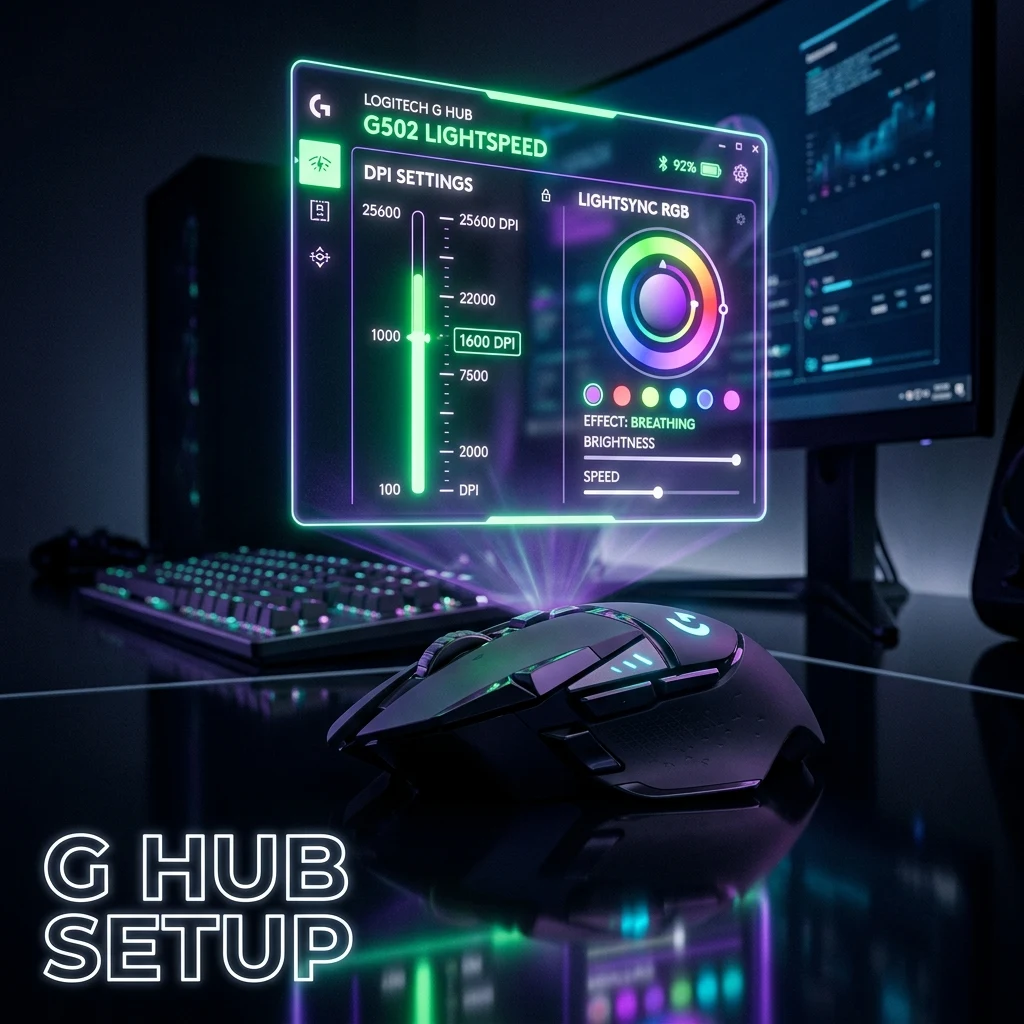 LOGITECH G HUB
G502 LIGHTSPEED
92%
DPI SETTINGS
25600
25600 DPI
22000
1000
1600 DPI
7500
2000
100
DPI
LIGHTSYNC RGB
EFFECT: BREATHING
BRIGHTNESS
SPEED
G HUB
SETUP